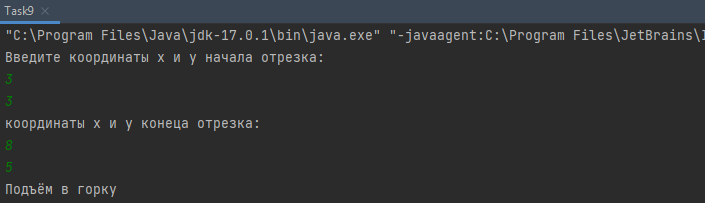 Task9
"C:\Program Files\Java\jdk-17.0.1\bin\java.exe" "-javaagent:C:\Program Files\JetBrains\
Введите координаты x и y начала отрезка:
3
3
координаты x и y конеца отрезка:
8
5
Подъём в горку